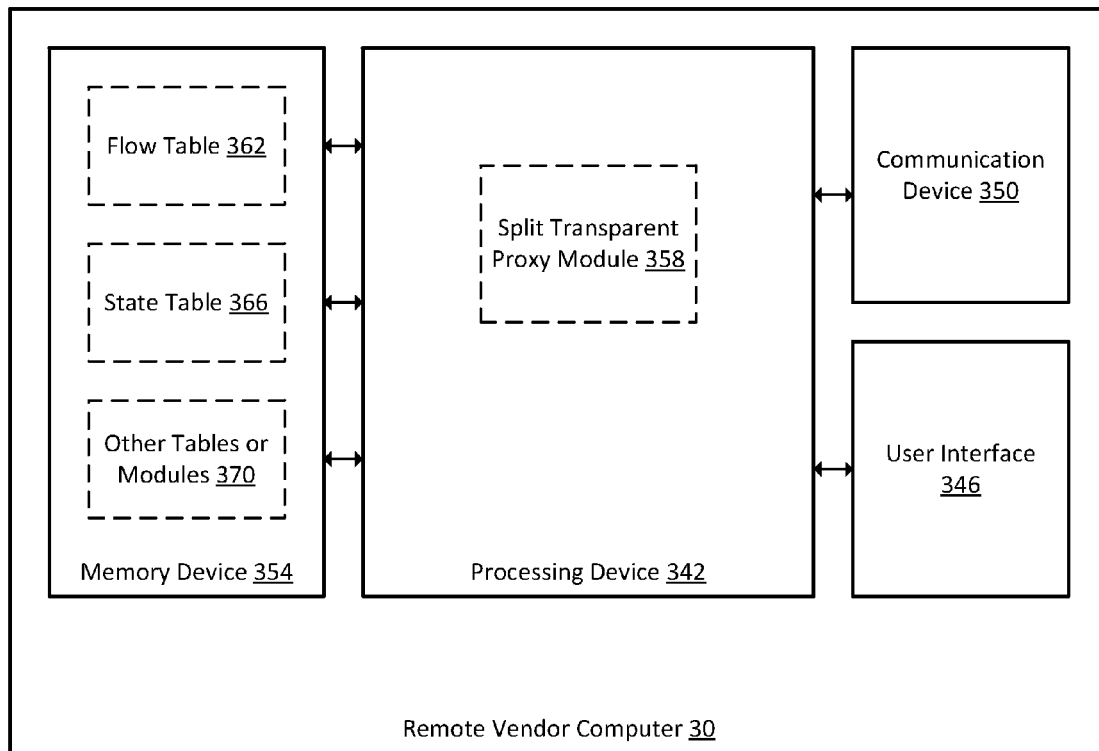 Flow Table 362
State Table 366
Other Tables or
Modules 370
Memory Device 354
Split Transparent
Proxy Module 358
Processing Device 342
Communication
Device 350
User Interface
346
Remote Vendor Computer 30